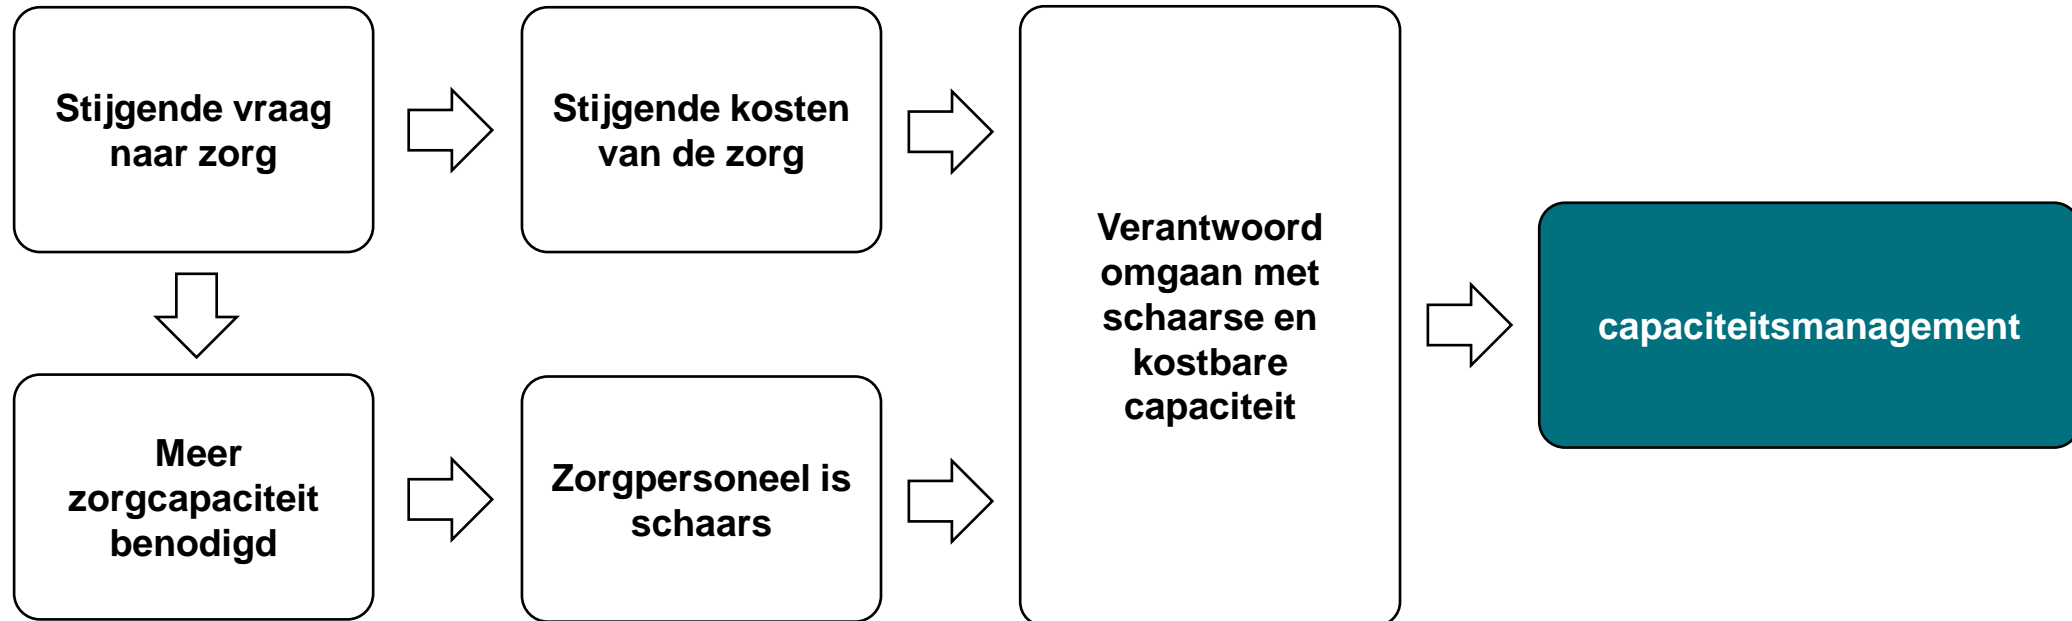 Stijgende vraag
naar zorg
Stijgende kosten
van de zorg
Meer
zorgcapaciteit
benodigd
Zorgpersoneel is
schaars
Verantwoord
omgaan met
schaarse en
kostbare
capaciteit
capaciteitsmanagement